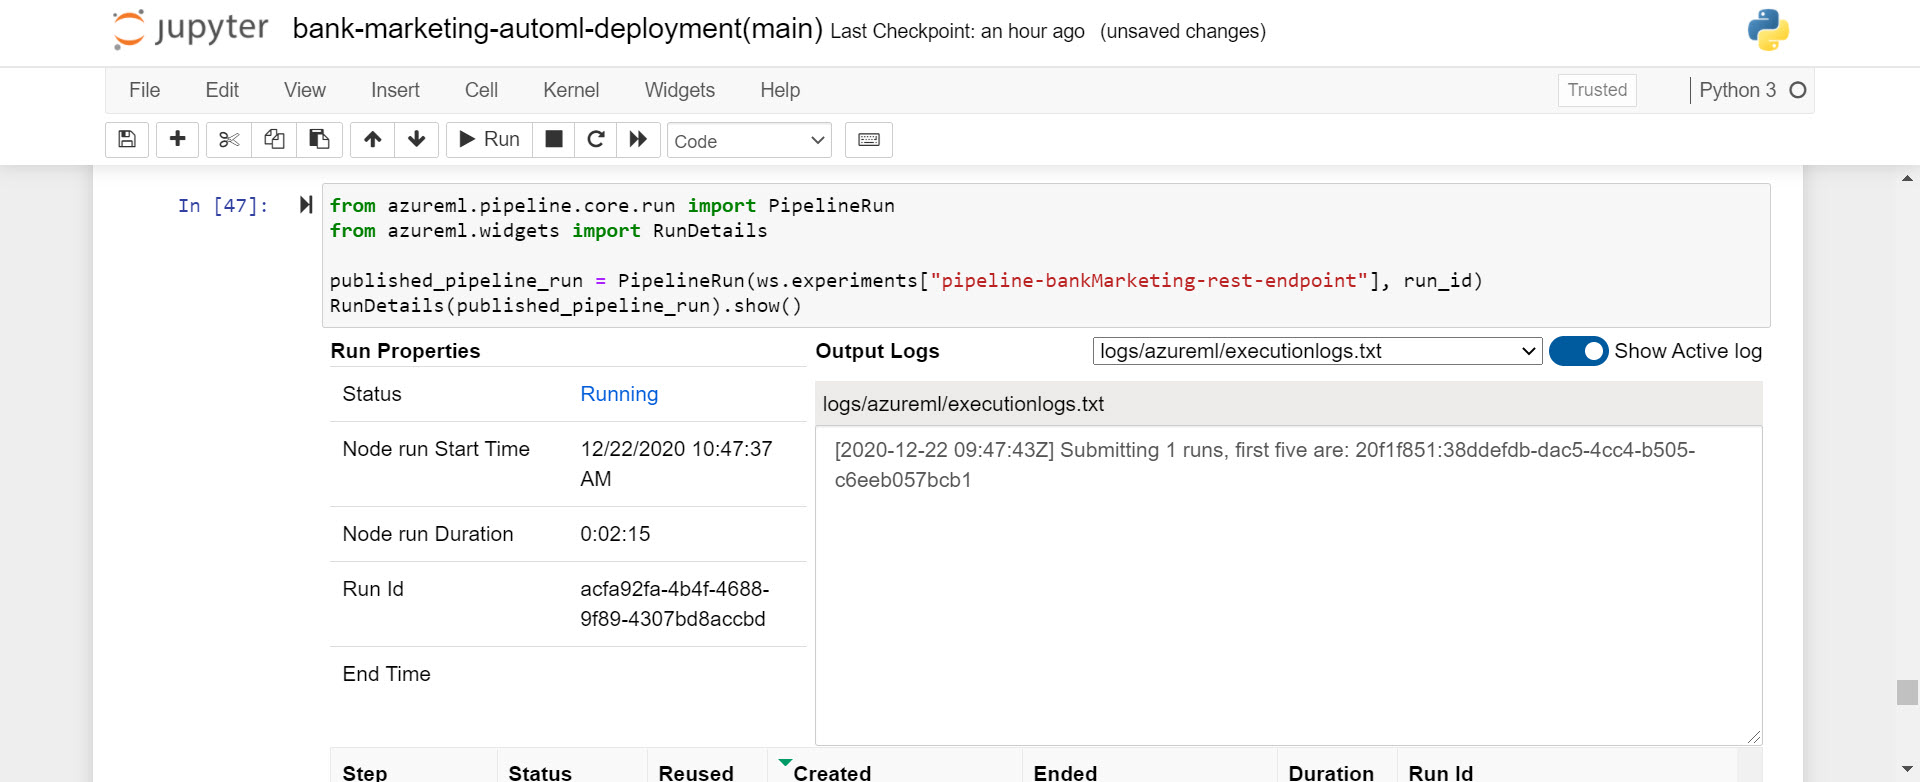 jupyter bank-marketing-automl-deployment(main) Last Checkpoint: an hour ago (unsaved changes)
File Edit View Insert Cell Kernel Widgets Help Trusted Python 3
Run Code
In [47]: from azureml.pipeline.core.run import PipelineRun
from azureml.widgets import RunDetails
published_pipeline_run = PipelineRun(ws.experiments["pipeline-bankMarketing-rest-endpoint"], run_id)
RunDetails(published_pipeline_run).show()
Run Properties
Status Running
Node run Start Time 12/22/2020 10:47:37
AM
Node run Duration 0:02:15
Run Id acfa92fa-4b4f-4688-
9f89-4307bd8accbd
End Time
Output Logs logs/azureml/executionlogs.txt Show Active log
logs/azureml/executionlogs.txt
[2020-12-22 09:47:43Z] Submitting 1 runs, first five are: 20f1f851:38ddefdb-dac5-4cc4-b505-
c6eeb057bcb1
Step Status Reused Created Ended Duration Run Id